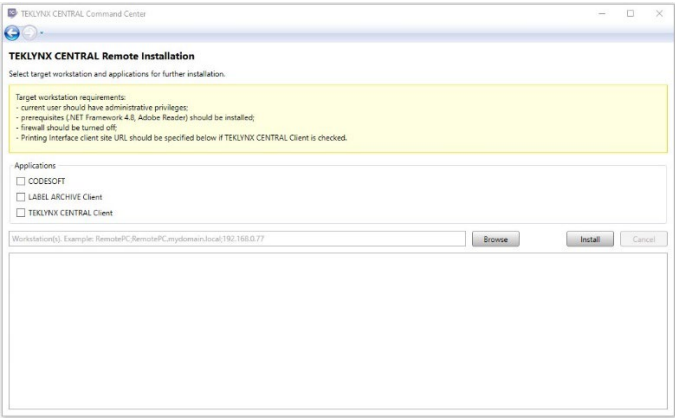 TEKLYNX CENTRAL Command Center
TEKLYNX CENTRAL Remote Installation
Select target workstation and applications for further installation.
Target workstation requirements:
- current user should have administrative privileges;
- prerequisites (.NET Framework 4.8, Adobe Reader) should be installed;
- firewall should be turned off;
- Printing Interface client site URL should be specified below if TEKLYNX CENTRAL Client is checked.
Applications
CODESOFT
LABEL ARCHIVE Client
TEKLYNX CENTRAL Client
Workstation(s). Example: RemotePC;RemotePC.mydomain.local;192.168.0.77
Browse
Install
Cancel